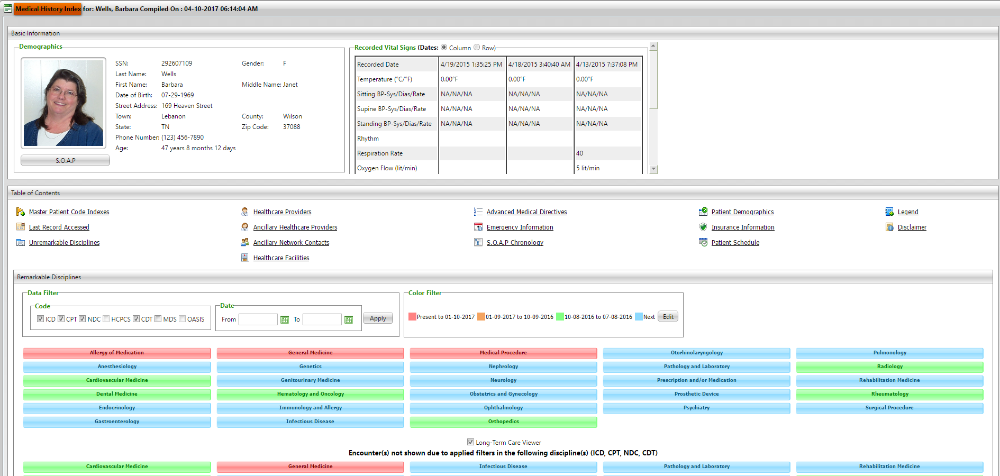 Medical History Index for: Wells, Barbara Compiled On : 04-10-2017 06:14:04 AM
Basic Information
Demographics
SSN: 292607109 Gender: F
Last Name: Wells
First Name: Barbara Middle Name: Janet
Date of Birth: 07-29-1969
Street Address: 169 Heaven Street
Town: Lebanon County: Wilson
State: TN Zip Code: 37088
Phone Number: (123) 456-7890
Age: 47 years 8 months 12 days
S.O.A.P
Recorded Vital Signs (Dates: Column Row)
Recorded Date 4/19/2015 1:35:25 PM 4/18/2015 3:40:40 AM 4/13/2015 7:37:08 PM
Temperature (°C/°F) 0.00°F 0.00°F 0.00°F
Sitting BP-Sys/Dias/Rate NA/NA/NA NA/NA/NA NA/NA/NA
Supine BP-Sys/Dias/Rate NA/NA/NA NA/NA/NA NA/NA/NA
Standing BP-Sys/Dias/Rate NA/NA/NA NA/NA/NA NA/NA/NA
Rhythm
Respiration Rate 40
Oxygen Flow (lit/min) 5 lit/min
Table of Contents
Master Patient Code Indexes Healthcare Providers Advanced Medical Directives Patient Demographics Legend
Last Record Accessed Ancillary Healthcare Providers Emergency Information Insurance Information Disclaimer
Unremarkable Disciplines Ancillary Network Contacts S.O.A.P Chronology Patient Schedule
Healthcare Facilities
Remarkable Disciplines
Data Filter
Code
ICD CPT NDC HCPCS CDT MDS OASIS
Date
From To
Apply
Color Filter
Present to 01-10-2017 01-09-2017 to 10-09-2016 10-08-2016 to 07-08-2016 Next Edit
Allergy of Medication General Medicine Medical Procedure Otorhinolaryngology Pulmonology
Anesthesiology Genetics Nephrology Pathology and Laboratory Radiology
Cardiovascular Medicine Genitourinary Medicine Neurology Prescription and/or Medication Rehabilitation Medicine
Dental Medicine Hematology and Oncology Obstetrics and Gynecology Prosthetic Device Rheumatology
Endocrinology Immunology and Allergy Ophthalmology Psychiatry Surgical Procedure
Gastroenterology Infectious Disease Orthopedics
Long-Term Care Viewer
Encounter(s) not shown due to applied filters in the following discipline(s) (ICD, CPT, NDC, CDT)
Cardiovascular Medicine General Medicine Infectious Disease Pathology and Laboratory Rehabilitation Medicine